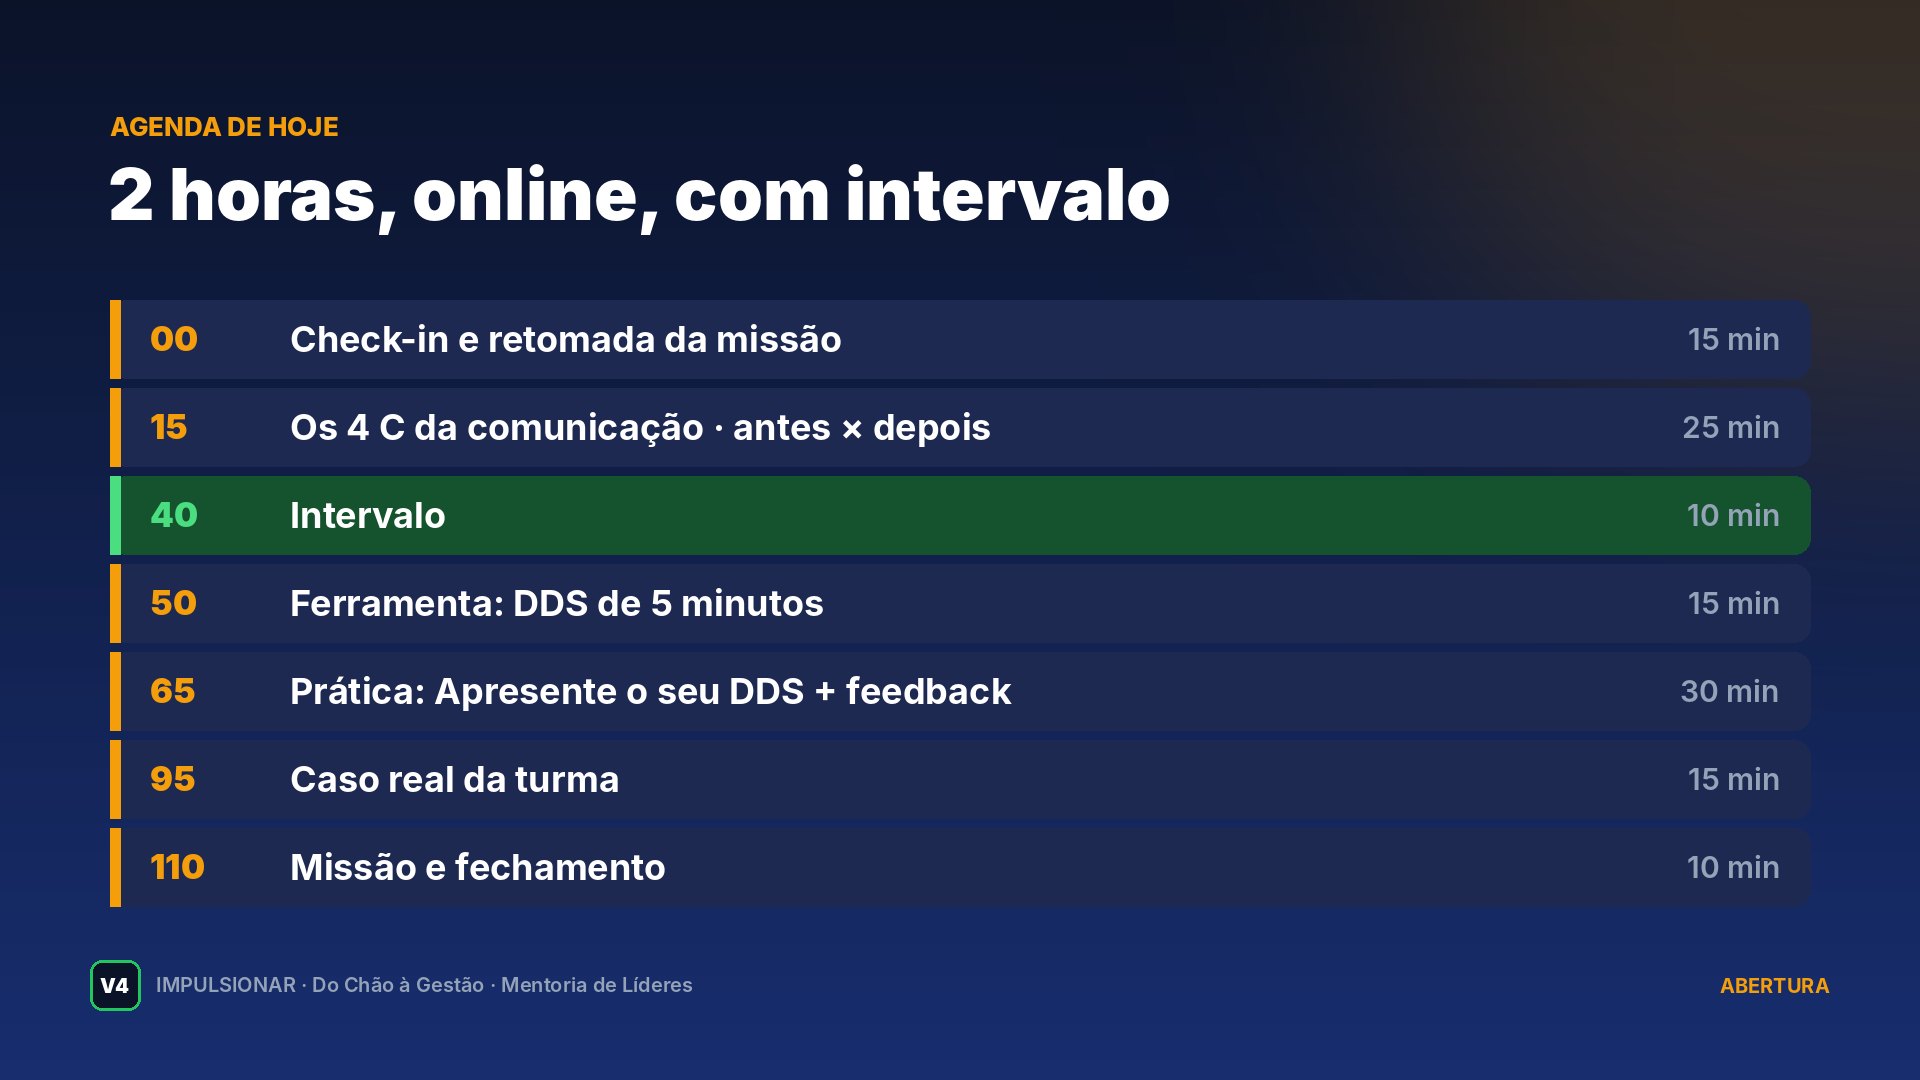 AGENDA DE HOJE
2 horas, online, com intervalo
00 Check-in e retomada da missão 15 min
15 Os 4 C da comunicação · antes × depois 25 min
40 Intervalo 10 min
50 Ferramenta: DDS de 5 minutos 15 min
65 Prática: Apresente o seu DDS + feedback 30 min
95 Caso real da turma 15 min
110 Missão e fechamento 10 min
V4 IMPULSIONAR · Do Chão à Gestão · Mentoria de Líderes ABERTURA